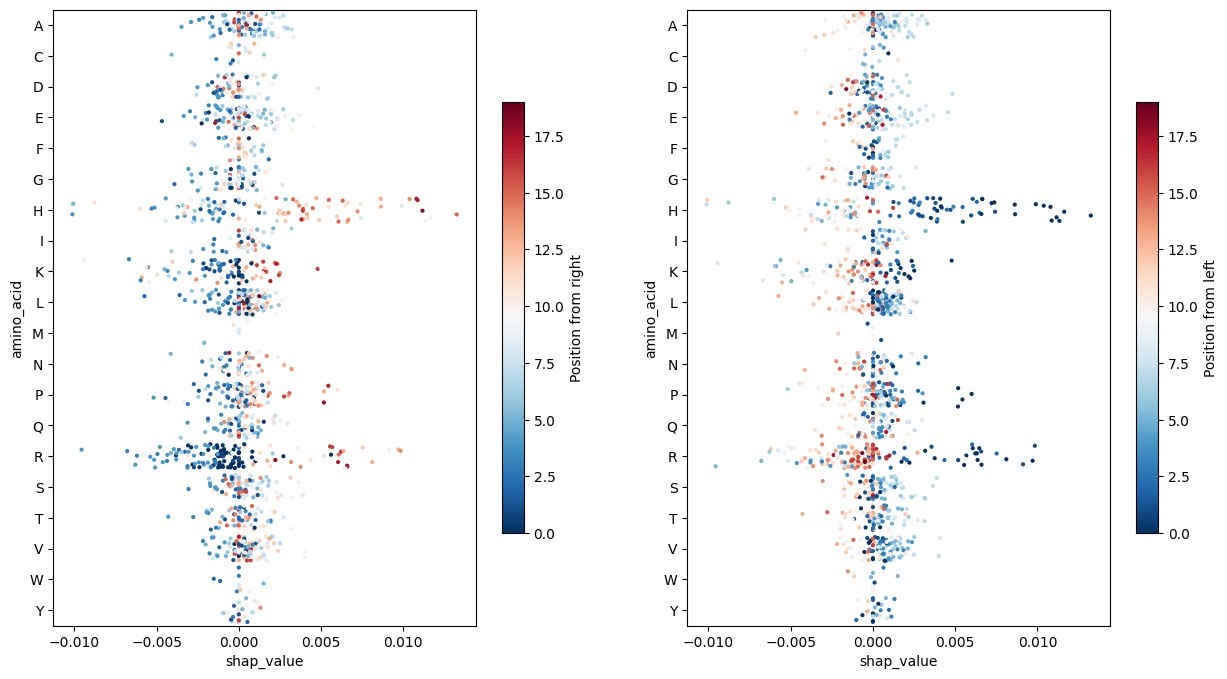 A
C
D
E
F
G
H
I
K
L
M
N
P
Q
R
S
T
V
W
Y
amino_acid
−0.010 −0.005 0.000 0.005 0.010
shap_value
17.5
15.0
12.5
10.0
7.5
5.0
2.5
0.0
Position from right
A
C
D
E
F
G
H
I
K
L
M
N
P
Q
R
S
T
V
W
Y
amino_acid
−0.010 −0.005 0.000 0.005 0.010
shap_value
17.5
15.0
12.5
10.0
7.5
5.0
2.5
0.0
Position from left